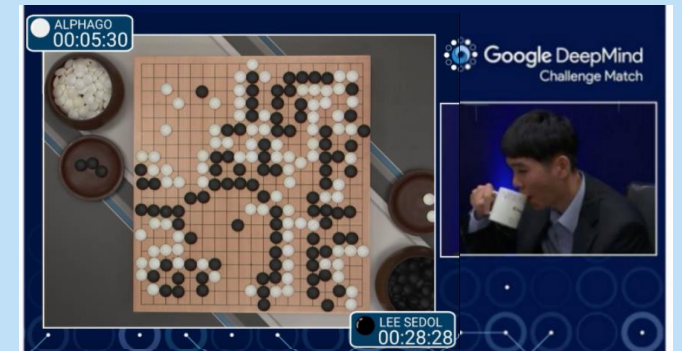 ALPHAGO
00:05:30
Google DeepMind
Challenge Match
LEE SEDOL
00:28:28